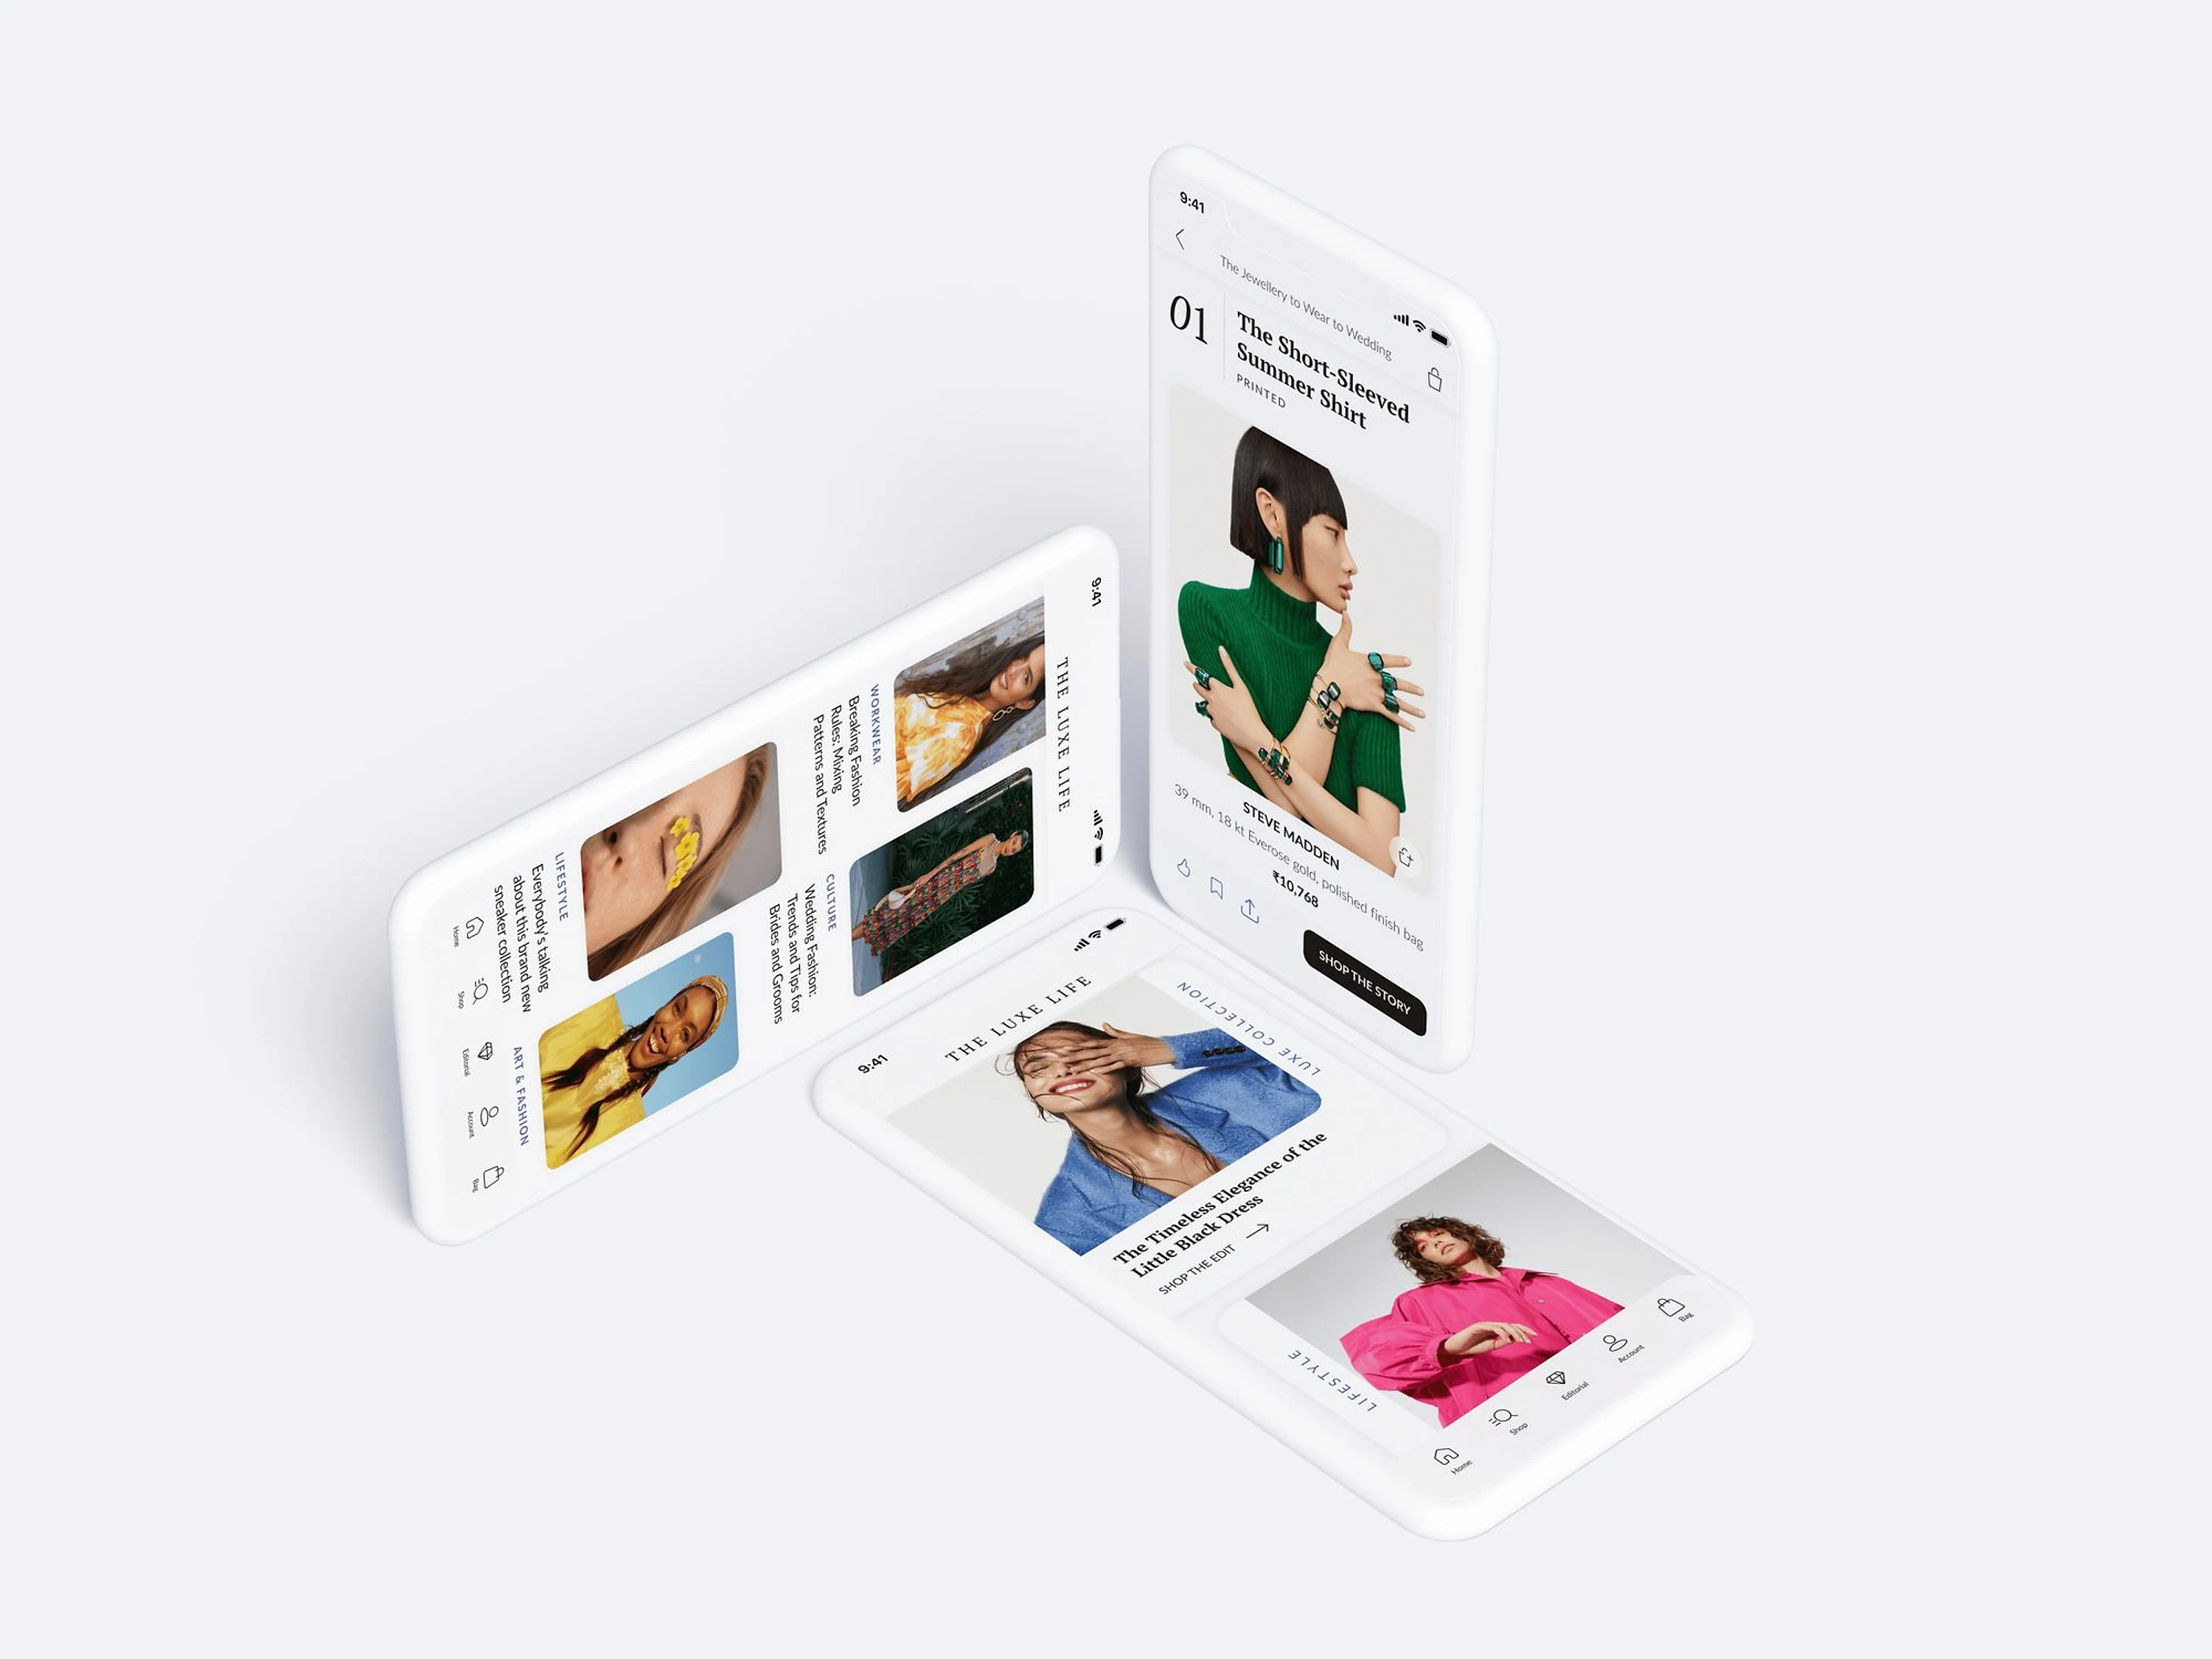 9:41
The Jewellery to Wear to Wedding
01
The Short-Sleeved
Summer Shirt
PRINTED
STEVE MADDEN
39 mm, 18 kt Everose gold, polished finish bag
₹10,768
SHOP THE STORY
9:41
THE LUXE LIFE
WORKWEAR
Breaking Fashion
Rules: Mixing
Patterns and Textures
CULTURE
Wedding Fashion:
Trends and Tips for
Brides and Grooms
LIFESTYLE
Everybody's talking
about this brand new
sneaker collection
ART & FASHION
Home
Shop
Editorial
Account
Bag
9:41
THE LUXE LIFE
LUXE COLLECTION
The Timeless Elegance of the
Little Black Dress
SHOP THE EDIT
LIFESTYLE
Home
Shop
Editorial
Account
Bag